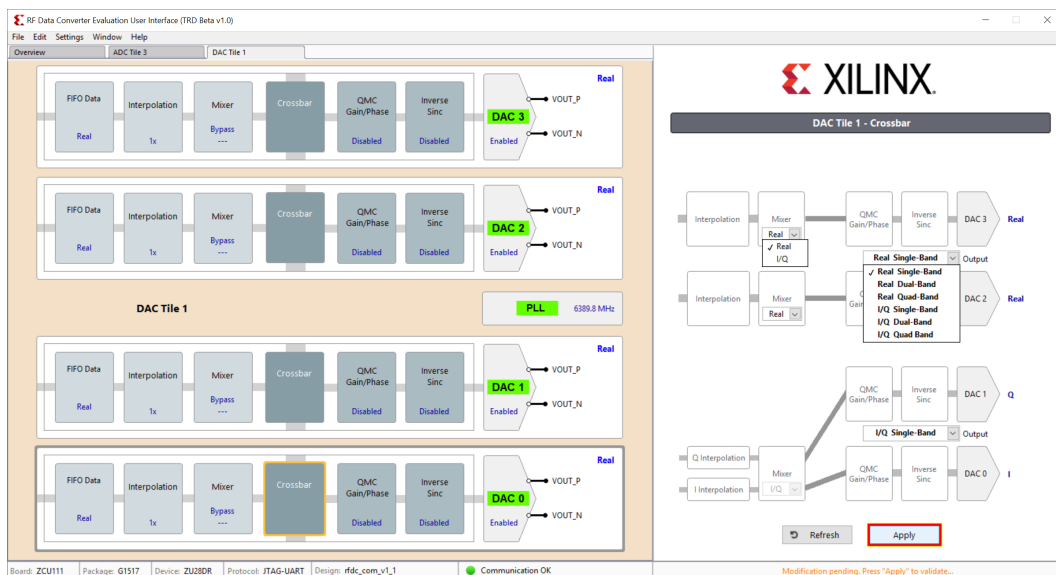 RF Data Converter Evaluation User Interface (TRD Beta v1.0)
File Edit Settings Window Help
Overview ADC Tile 3 DAC Tile 1
Real
FIFO Data
Real
Interpolation
1x
Mixer
Bypass
---
Crossbar
QMC
Gain/Phase
Disabled
Inverse
Sinc
Disabled
DAC 3
Enabled
VOUT_P
VOUT_N
Real
FIFO Data
Real
Interpolation
1x
Mixer
Bypass
---
Crossbar
QMC
Gain/Phase
Disabled
Inverse
Sinc
Disabled
DAC 2
Enabled
VOUT_P
VOUT_N
DAC Tile 1
PLL 6389.8 MHz
Real
FIFO Data
Real
Interpolation
1x
Mixer
Bypass
---
Crossbar
QMC
Gain/Phase
Disabled
Inverse
Sinc
Disabled
DAC 1
Enabled
VOUT_P
VOUT_N
Real
FIFO Data
Real
Interpolation
1x
Mixer
Bypass
---
Crossbar
QMC
Gain/Phase
Disabled
Inverse
Sinc
Disabled
DAC 0
Enabled
VOUT_P
VOUT_N
XILINX.
DAC Tile 1 - Crossbar
Interpolation
Mixer
Real
✓ Real
I/Q
QMC
Gain/Phase
Inverse
Sinc
DAC 3
Real
Real Single-Band Output
✓ Real Single-Band
Real Dual-Band
Real Quad-Band
I/Q Single-Band
I/Q Dual-Band
I/Q Quad Band
Interpolation
Mixer
Real
DAC 2
Real
QMC
Gain/Phase
Inverse
Sinc
DAC 1
Q
I/Q Single-Band Output
Q Interpolation
I Interpolation
Mixer
I/Q
QMC
Gain/Phase
Inverse
Sinc
DAC 0
I
Refresh Apply
Board: ZCU111 Package: G1517 Device: ZU28DR Protocol: JTAG-UART Design: rfdc_com_v1_1 Communication OK
Modification pending. Press "Apply" to validate...